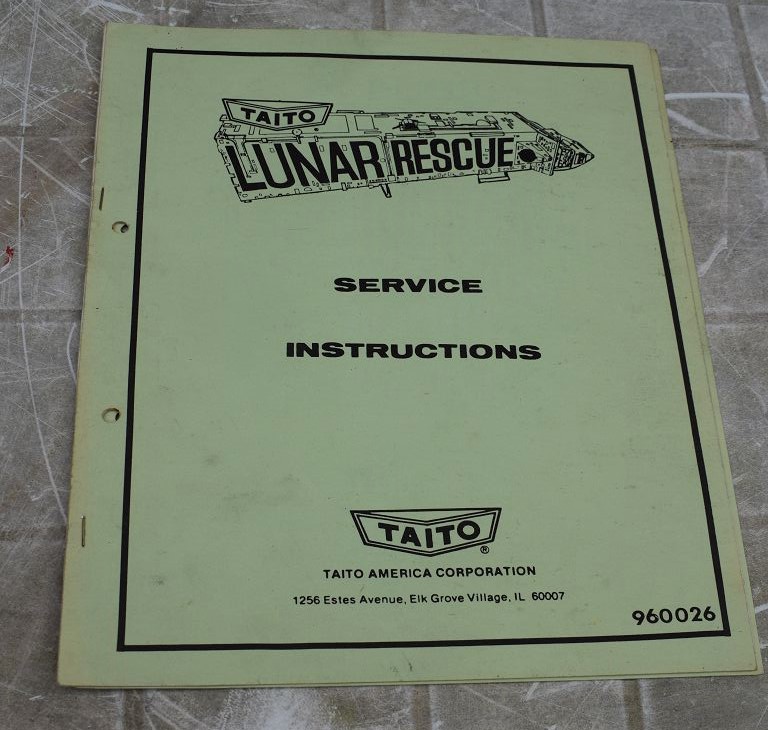 TAITO
LUNAR RESCUE
SERVICE
INSTRUCTIONS
TAITO ®
TAITO AMERICA CORPORATION
1256 Estes Avenue, Elk Grove Village, IL 60007
960026